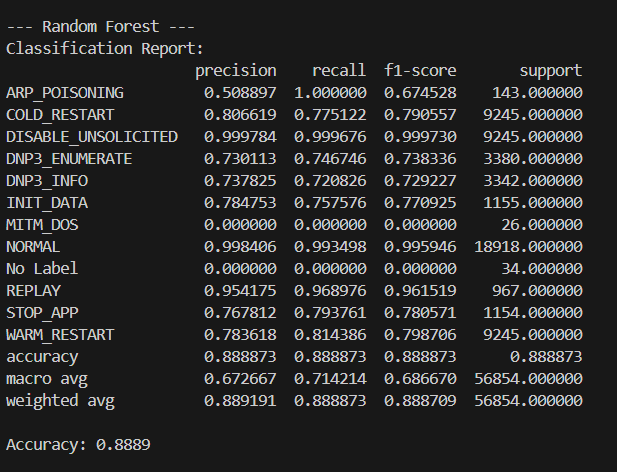 --- Random Forest ---
Classification Report:
precision recall f1-score support
ARP_POISONING 0.508897 1.000000 0.674528 143.000000
COLD_RESTART 0.806619 0.775122 0.790557 9245.000000
DISABLE_UNSOLICITED 0.999784 0.999676 0.999730 9245.000000
DNP3_ENUMERATE 0.730113 0.746746 0.738336 3380.000000
DNP3_INFO 0.737825 0.720826 0.729227 3342.000000
INIT_DATA 0.784753 0.757576 0.770925 1155.000000
MITM_DOS 0.000000 0.000000 0.000000 26.000000
NORMAL 0.998406 0.993498 0.995946 18918.000000
No Label 0.000000 0.000000 0.000000 34.000000
REPLAY 0.954175 0.968976 0.961519 967.000000
STOP_APP 0.767812 0.793761 0.780571 1154.000000
WARM_RESTART 0.783618 0.814386 0.798706 9245.000000
accuracy 0.888873 0.888873 0.888873 0.888873
macro avg 0.672667 0.714214 0.686670 56854.000000
weighted avg 0.889191 0.888873 0.888709 56854.000000
Accuracy: 0.8889